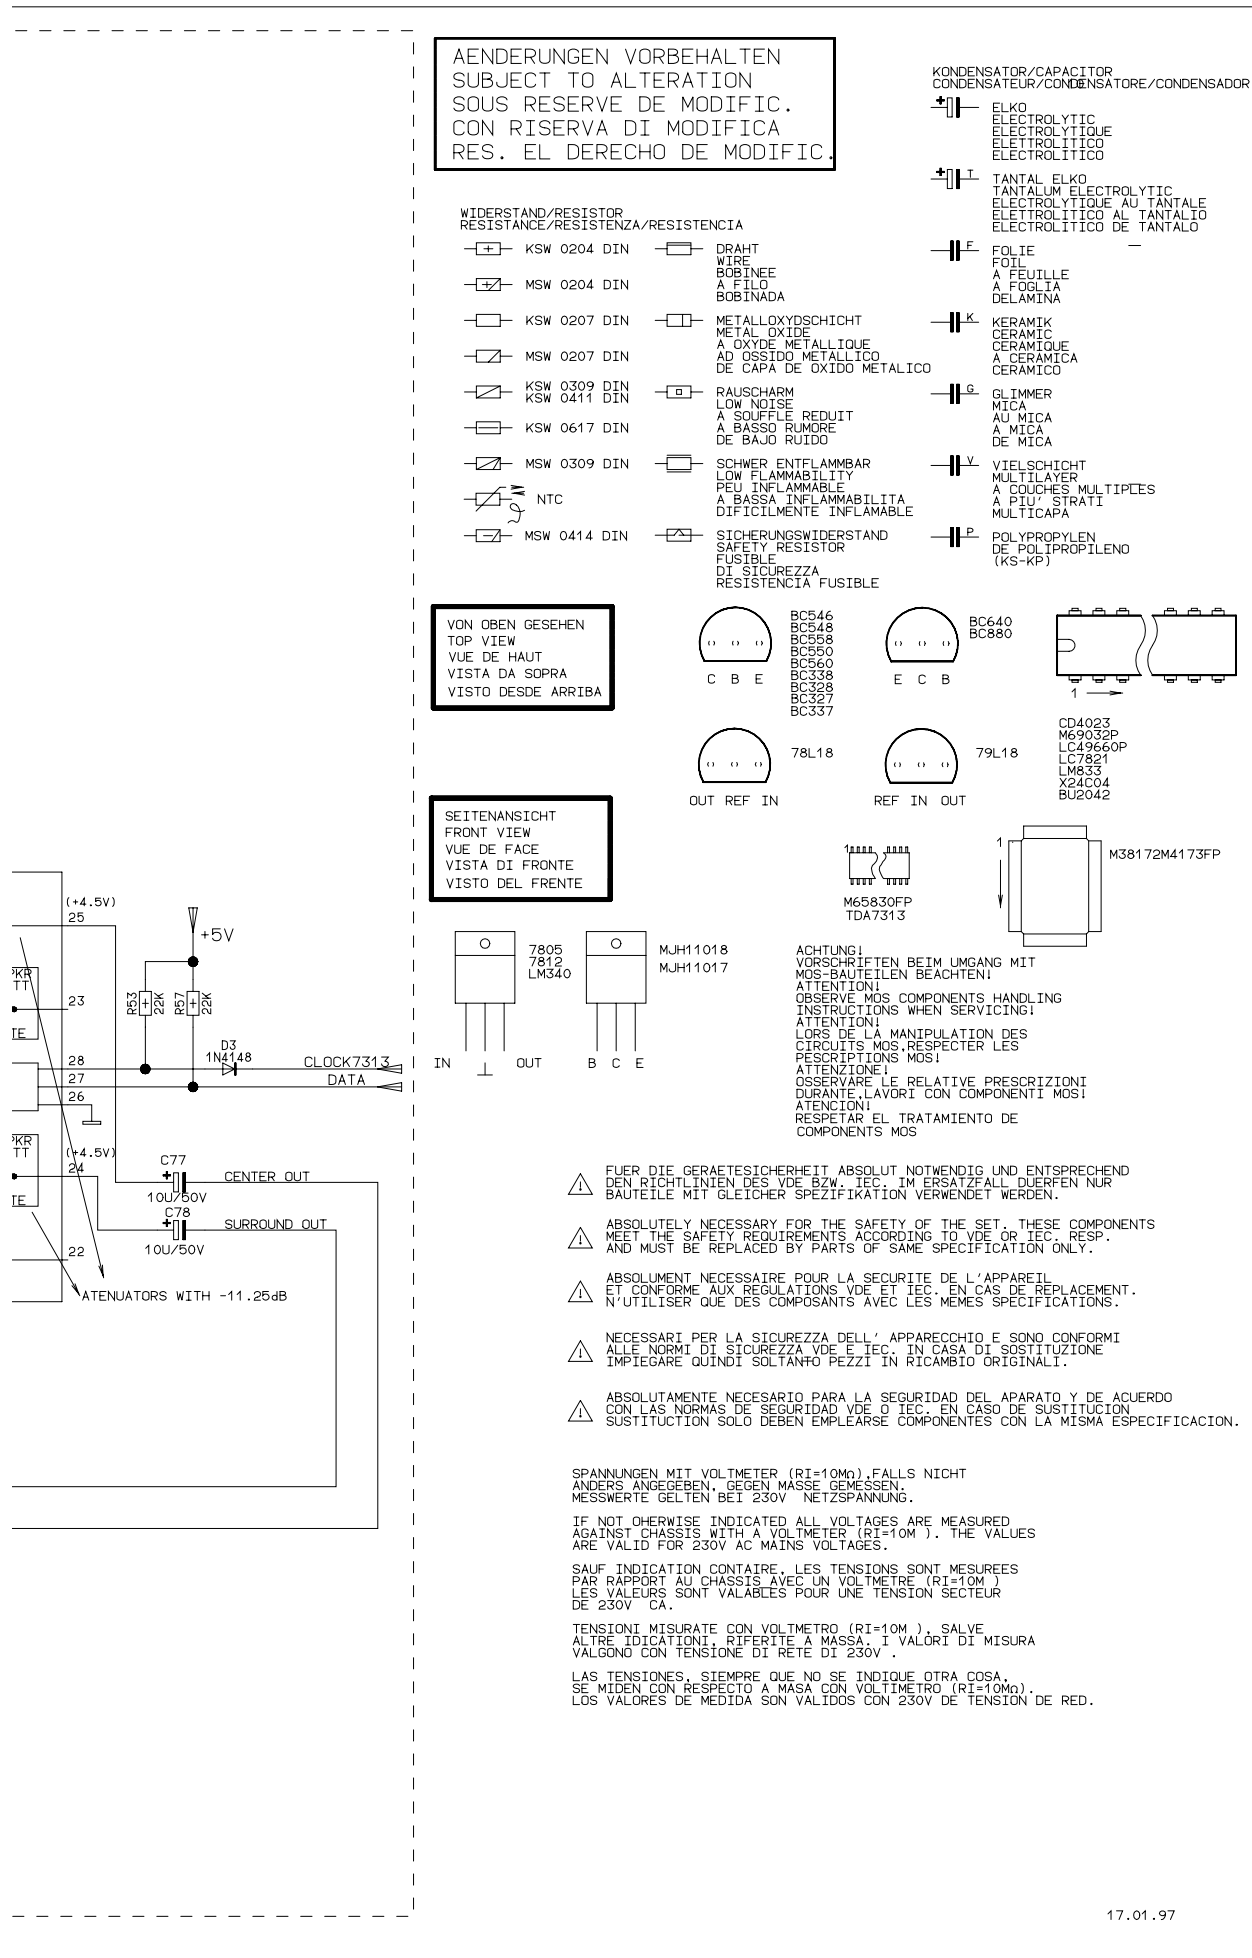 AENDERUNGEN VORBEHALTEN
SUBJECT TO ALTERATION
SOUS RESERVE DE MODIFIC.
CON RISERVA DI MODIFICA
RES. EL DERECHO DE MODIFIC.
KONDENSATOR/CAPACITOR
CONDENSATEUR/CONDENSATORE/CONDENSADOR
+
ELKO
ELECTROLYTIC
ELECTROLYTIQUE
ELETTROLITICO
ELECTROLITICO
+ T
TANTAL ELKO
TANTALUM ELECTROLYTIC
ELECTROLYTIQUE AU TANTALE
ELETTROLITICO AL TANTALIO
ELECTROLITICO DE TANTALO
F
FOLIE
FOIL
A FEUILLE
A FOGLIA
DELAMINA
K
KERAMIK
CERAMIC
CERAMIQUE
A CERAMICA
CERAMICO
G
GLIMMER
MICA
AU MICA
A MICA
DE MICA
V
VIELSCHICHT
MULTILAYER
A COUCHES MULTIPLES
A PIU' STRATI
MULTICAPA
P
POLYPROPYLEN
DE POLIPROPILENO
(KS-KP)
WIDERSTAND/RESISTOR
RESISTANCE/RESISTENZA/RESISTENCIA
KSW 0204 DIN
MSW 0204 DIN
KSW 0207 DIN
MSW 0207 DIN
KSW 0309 DIN
KSW 0411 DIN
KSW 0617 DIN
MSW 0309 DIN
NTC
MSW 0414 DIN
DRAHT
WIRE
BOBINEE
A FILO
BOBINADA
METALLOXYDSCHICHT
METAL OXIDE
A OXYDE METALLIQUE
AD OSSIDO METALLICO
DE CAPA DE OXIDO METALICO
RAUSCHARM
LOW NOISE
A SOUFFLE REDUIT
A BASSO RUMORE
DE BAJO RUIDO
SCHWER ENTFLAMMBAR
LOW FLAMMABILITY
PEU INFLAMMABLE
A BASSA INFLAMMABILITA
DIFICILMENTE INFLAMABLE
SICHERUNGSWIDERSTAND
SAFETY RESISTOR
FUSIBLE
DI SICUREZZA
RESISTENCIA FUSIBLE
VON OBEN GESEHEN
TOP VIEW
VUE DE HAUT
VISTA DA SOPRA
VISTO DESDE ARRIBA
C B E
BC546
BC548
BC558
BC550
BC560
BC338
BC328
BC327
BC337
E C B
BC640
BC880
1
CD4023
M69032P
LC49660P
LC7821
LM833
X24C04
BU2042
OUT REF IN
78L18
REF IN OUT
79L18
SEITENANSICHT
FRONT VIEW
VUE DE FACE
VISTA DI FRONTE
VISTO DEL FRENTE
1
M65830FP
TDA7313
1
M38172M4173FP
7805
7812
LM340
IN OUT
MJH11018
MJH11017
B C E
ACHTUNG!
VORSCHRIFTEN BEIM UMGANG MIT
MOS-BAUTEILEN BEACHTEN!
ATTENTION!
OBSERVE MOS COMPONENTS HANDLING
INSTRUCTIONS WHEN SERVICING!
ATTENTION!
LORS DE LA MANIPULATION DES
CIRCUITS MOS,RESPECTER LES
PESCRIPTIONS MOS!
ATTENZIONE!
OSSERVARE LE RELATIVE PRESCRIZIONI
DURANTE,LAVORI CON COMPONENTI MOS!
ATENCION!
RESPETAR EL TRATAMIENTO DE
COMPONENTS MOS
(+4.5V)
25
+5V
PKR
TT
23
TE
R53
22K
R57
22K
28
D3
1N4148
CLOCK7313
27
DATA
26
PKR
TT
(+4.5V)
24
TE
C77
+
10U/50V
CENTER OUT
C78
+
10U/50V
SURROUND OUT
22
ATENUATORS WITH -11.25dB
! FUER DIE GERAETESICHERHEIT ABSOLUT NOTWENDIG UND ENTSPRECHEND
DEN RICHTLINIEN DES VDE BZW. IEC. IM ERSATZFALL DUERFEN NUR
BAUTEILE MIT GLEICHER SPEZIFIKATION VERWENDET WERDEN.
! ABSOLUTELY NECESSARY FOR THE SAFETY OF THE SET. THESE COMPONENTS
MEET THE SAFETY REQUIREMENTS ACCORDING TO VDE OR IEC. RESP.
AND MUST BE REPLACED BY PARTS OF SAME SPECIFICATION ONLY.
! ABSOLUMENT NECESSAIRE POUR LA SECURITE DE L'APPAREIL
ET CONFORME AUX REGULATIONS VDE ET IEC. EN CAS DE REPLACEMENT.
N'UTILISER QUE DES COMPOSANTS AVEC LES MEMES SPECIFICATIONS.
! NECESSARI PER LA SICUREZZA DELL' APPARECCHIO E SONO CONFORMI
ALLE NORMI DI SICUREZZA VDE E IEC. IN CASA DI SOSTITUZIONE
IMPIEGARE QUINDI SOLTANTO PEZZI IN RICAMBIO ORIGINALI.
! ABSOLUTAMENTE NECESARIO PARA LA SEGURIDAD DEL APARATO Y DE ACUERDO
CON LAS NORMAS DE SEGURIDAD VDE O IEC. EN CASO DE SUSTITUCION
SUSTITUCTION SOLO DEBEN EMPLEARSE COMPONENTES CON LA MISMA ESPECIFICACION.
SPANNUNGEN MIT VOLTMETER (RI=10MΩ),FALLS NICHT
ANDERS ANGEGEBEN, GEGEN MASSE GEMESSEN.
MESSWERTE GELTEN BEI 230V NETZSPANNUNG.
IF NOT OHERWISE INDICATED ALL VOLTAGES ARE MEASURED
AGAINST CHASSIS WITH A VOLTMETER (RI=10M ). THE VALUES
ARE VALID FOR 230V AC MAINS VOLTAGES.
SAUF INDICATION CONTAIRE, LES TENSIONS SONT MESUREES
PAR RAPPORT AU CHASSIS AVEC UN VOLTMETRE (RI=10M )
LES VALEURS SONT VALABLES POUR UNE TENSION SECTEUR
DE 230V CA.
TENSIONI MISURATE CON VOLTMETRO (RI=10M ), SALVE
ALTRE IDICATIONI, RIFERITE A MASSA. I VALORI DI MISURA
VALGONO CON TENSIONE DI RETE DI 230V .
LAS TENSIONES, SIEMPRE QUE NO SE INDIQUE OTRA COSA,
SE MIDEN CON RESPECTO A MASA CON VOLTIMETRO (RI=10MΩ).
LOS VALORES DE MEDIDA SON VALIDOS CON 230V DE TENSION DE RED.
17.01.97